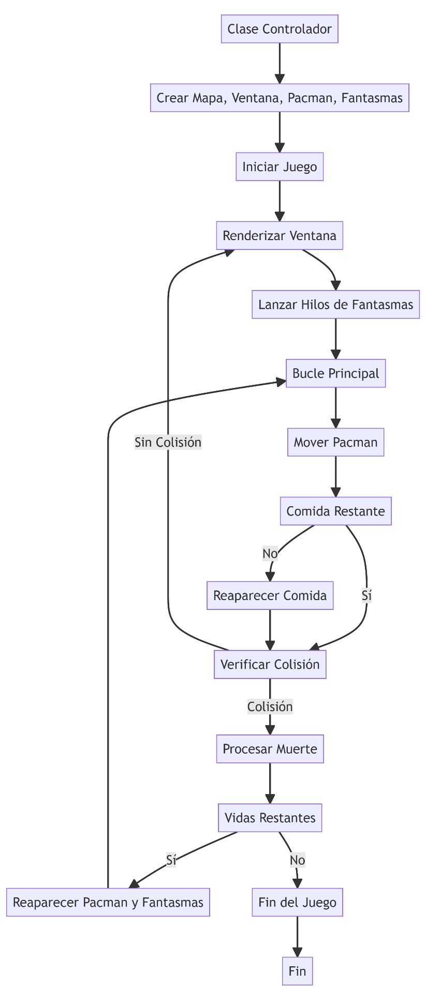 Clase Controlador
Crear Mapa, Ventana, Pacman, Fantasmas
Iniciar Juego
Renderizar Ventana
Lanzar Hilos de Fantasmas
Bucle Principal
Sin Colisión
Mover Pacman
Comida Restante
No
Reaparecer Comida
Sí
Verificar Colisión
Colisión
Procesar Muerte
Vidas Restantes
Sí
No
Reaparecer Pacman y Fantasmas
Fin del Juego
Fin